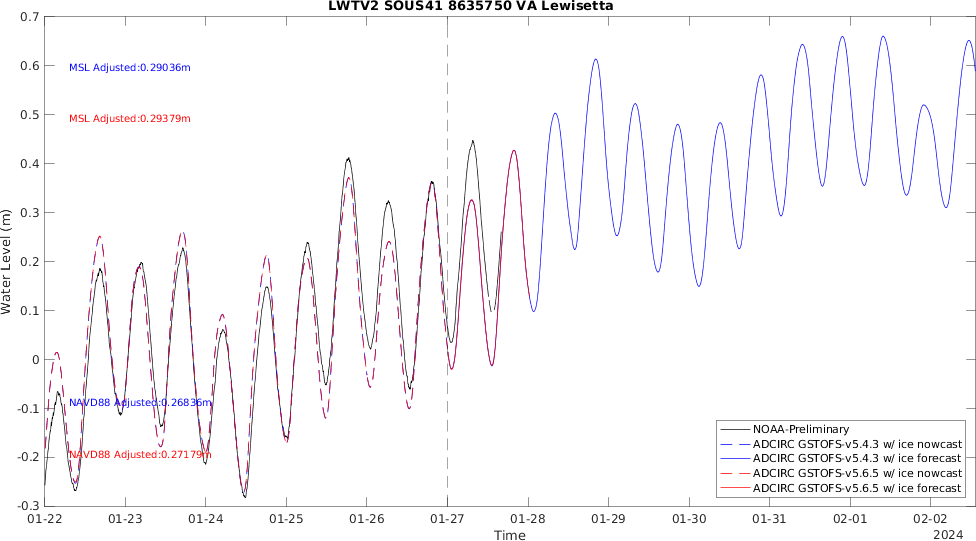 LWTV2 SOUS41 8635750 VA Lewisetta
0.7
0.6
0.5
0.4
0.3
0.2
0.1
0
-0.1
-0.2
-0.3
Water Level (m)
MSL Adjusted:0.29036m
MSL Adjusted:0.29379m
NAVD88 Adjusted:0.26836m
NAVD88 Adjusted:0.27179m
NOAA-Preliminary
ADCIRC GSTOFS-v5.4.3 w/ ice nowcast
ADCIRC GSTOFS-v5.4.3 w/ ice forecast
ADCIRC GSTOFS-v5.6.5 w/ ice nowcast
ADCIRC GSTOFS-v5.6.5 w/ ice forecast
01-22 01-23 01-24 01-25 01-26 01-27 01-28 01-29 01-30 01-31 02-01 02-02
Time
2024